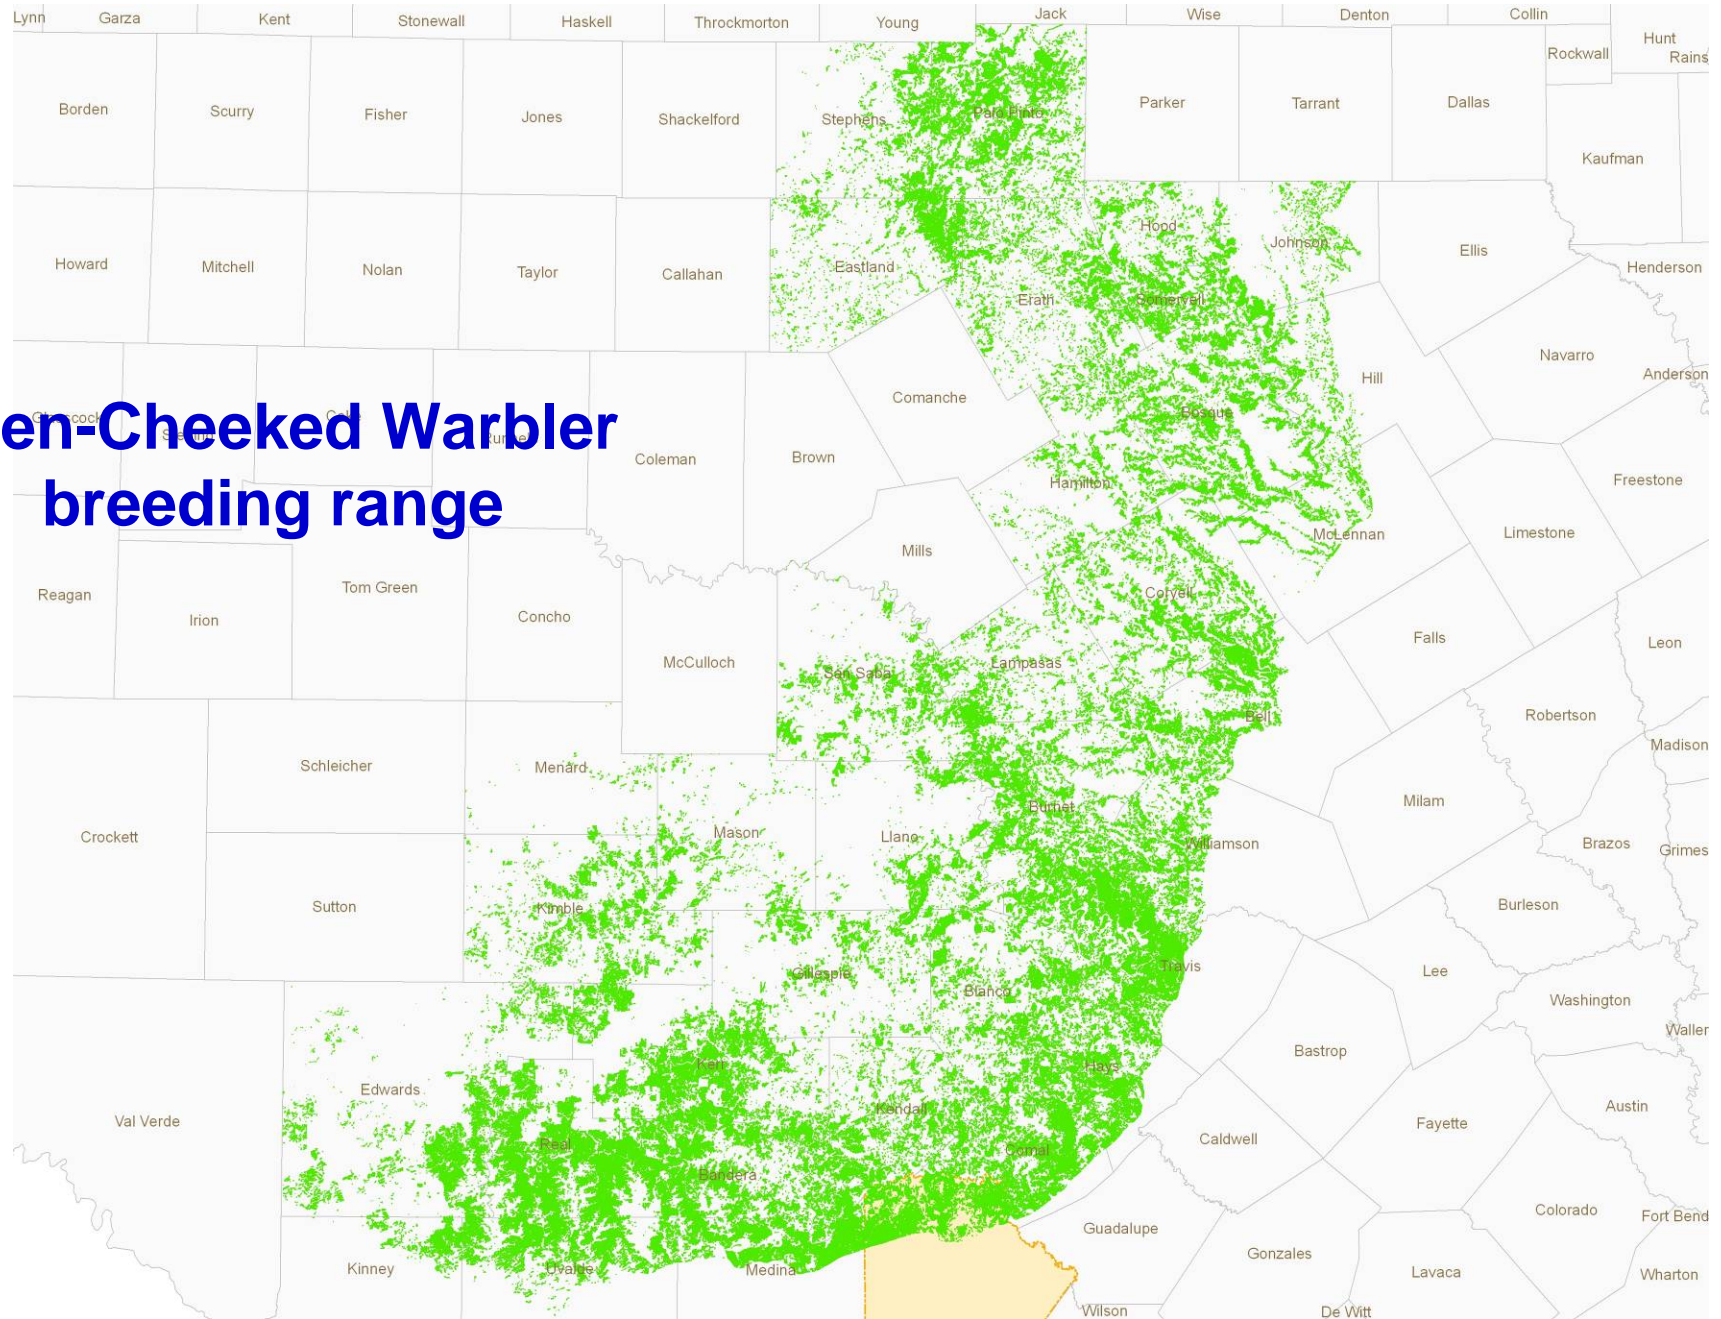 Lynn Garza Kent Stonewall Haskell Throckmorton Young Jack Wise Denton Collin
Hunt
Rockwall Rains
Borden Scurry Fisher Jones Shackelford Stephens Palo Pinto Parker Tarrant Dallas
Kaufman
Howard Mitchell Nolan Taylor Callahan Eastland Hood Johnson Ellis
Henderson
Erath Somervell
Navarro
Anderson
Hill
Comanche
Bosque
en-Cheeked Warbler
Coleman Brown
Hamilton Freestone
breeding range
McLennan Limestone
Mills
Reagan Irion Tom Green Concho Coryell
Falls Leon
McCulloch San Saba Lampasas
Bell Robertson
Madison
Schleicher Menard
Burnet Milam
Crockett Mason Llano Williamson Brazos Grimes
Sutton Kimble Burleson
Gillespie Travis Lee
Blanco Washington
Waller
Bastrop
Kerr Hays
Edwards
Kendall Austin
Val Verde Fayette
Real Comal Caldwell
Bandera
Colorado Fort Bend
Guadalupe
Kinney Uvalde Medina Gonzales Lavaca Wharton
Wilson De Witt